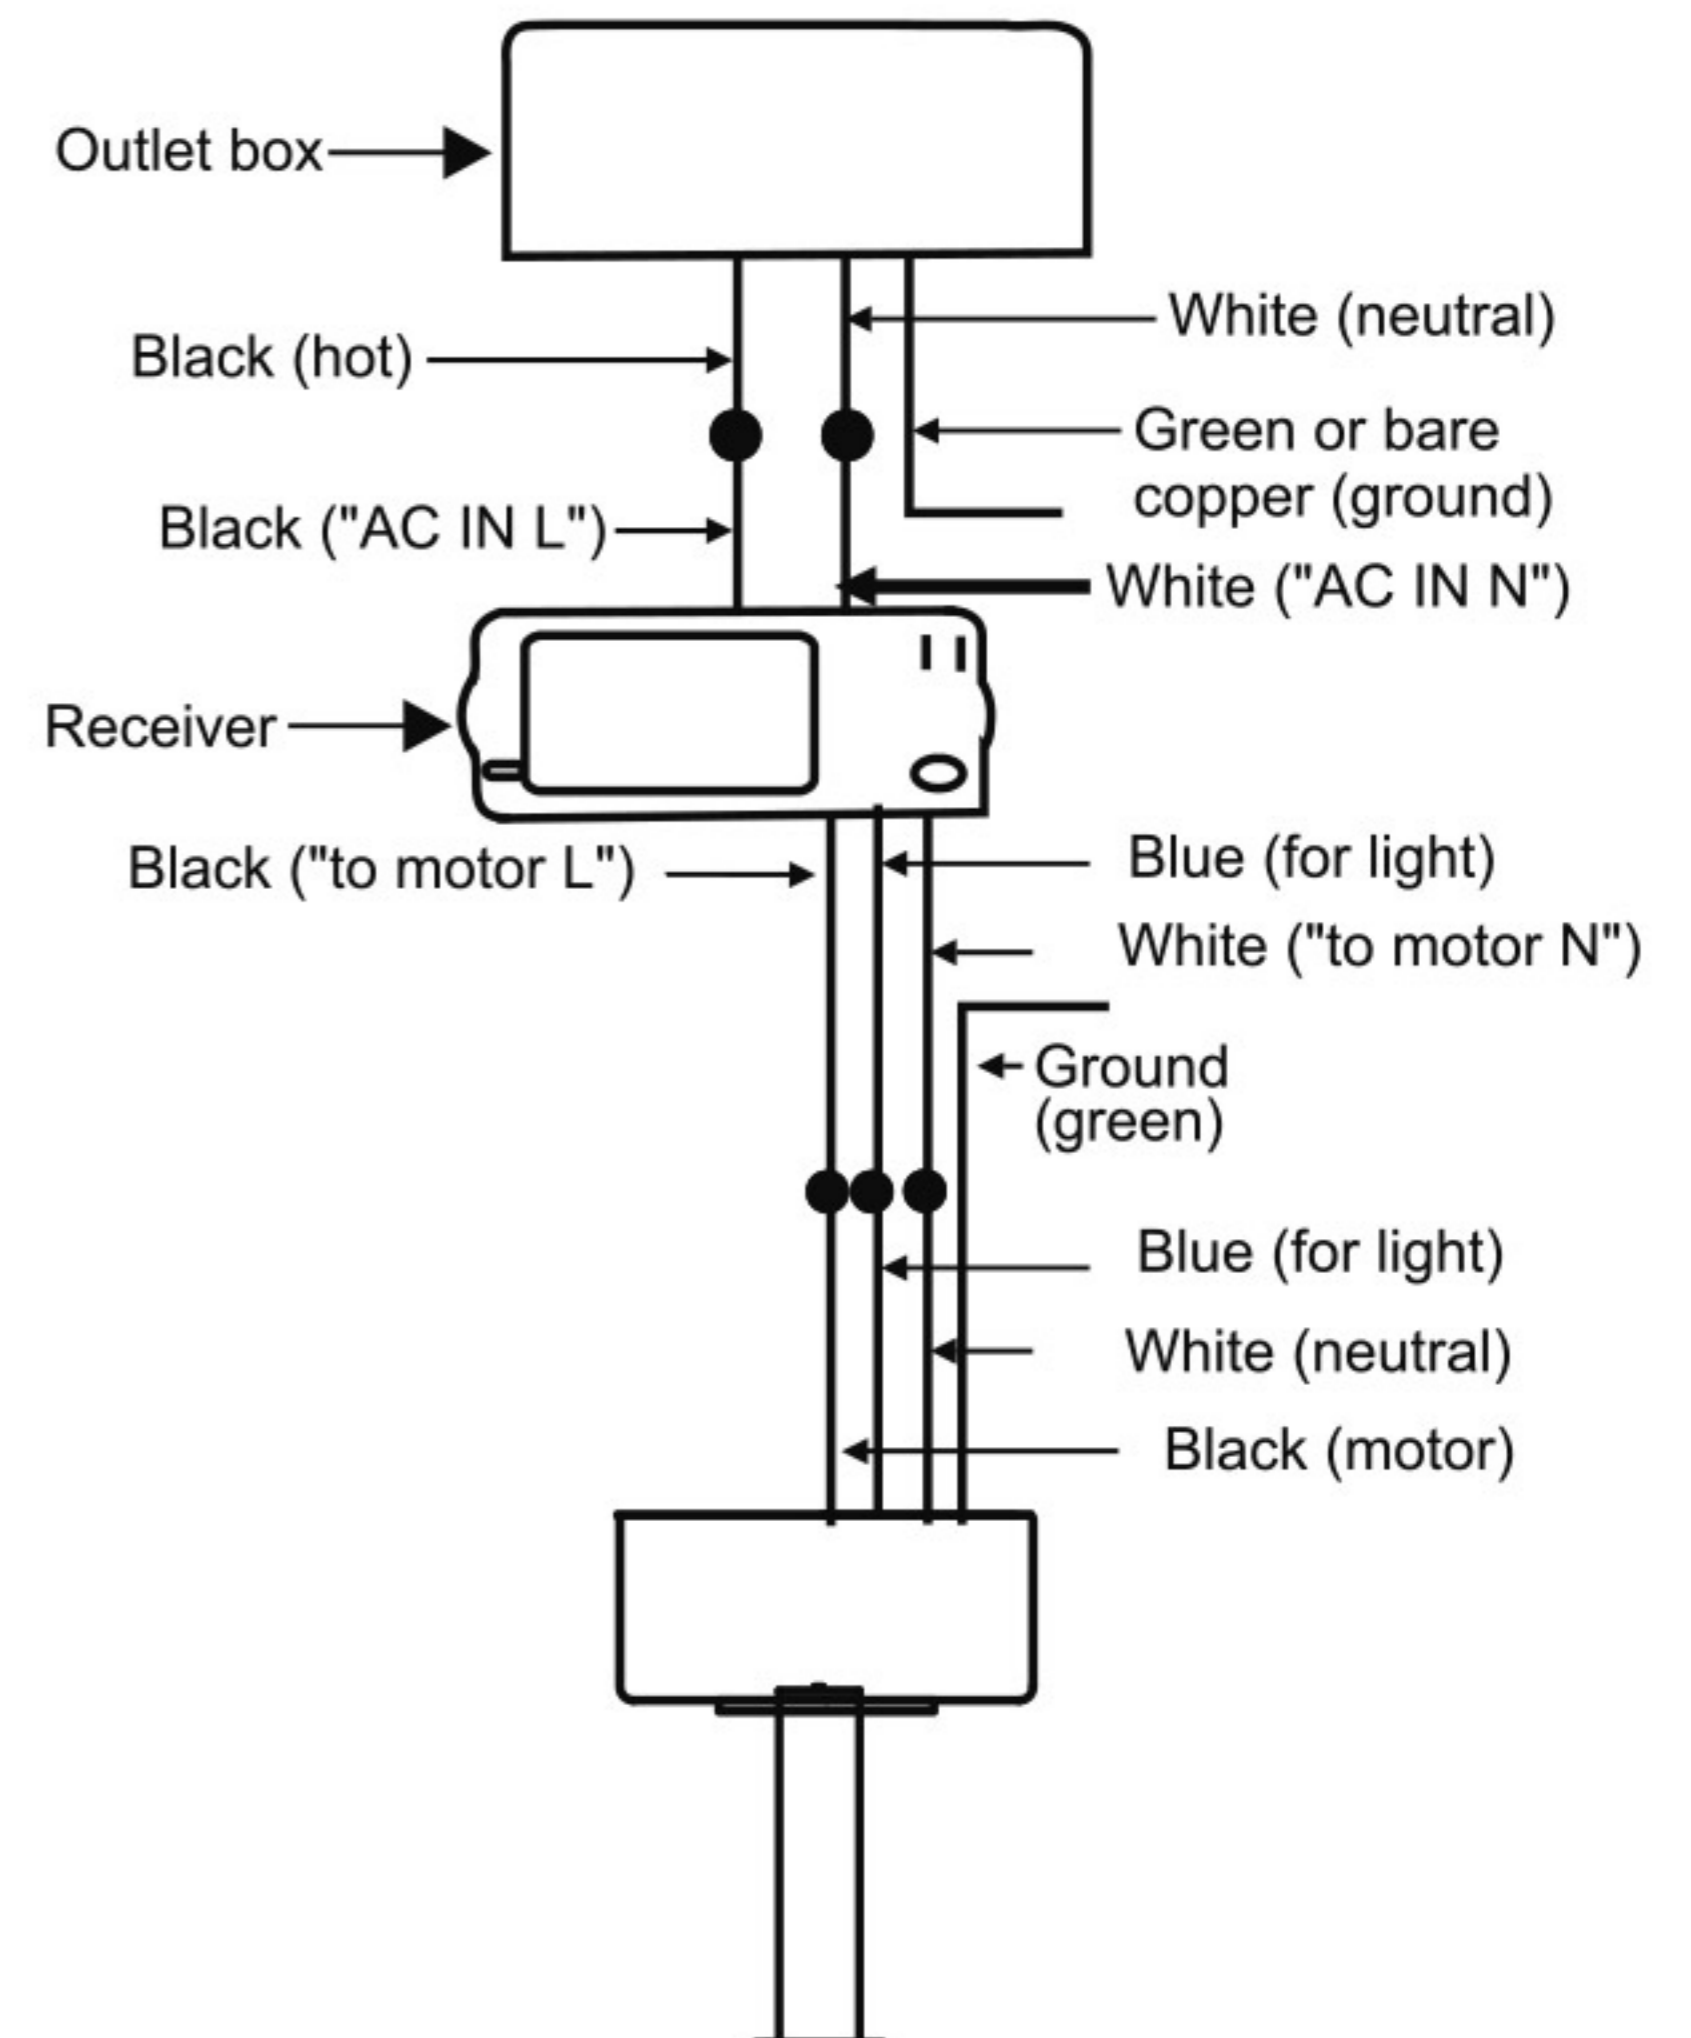 Outlet box
White (neutral)
Black (hot)
Green or bare
copper (ground)
Black ("AC IN L")
White ("AC IN N")
Receiver
Black ("to motor L")
Blue (for light)
White ("to motor N")
Ground
(green)
Blue (for light)
White (neutral)
Black (motor)